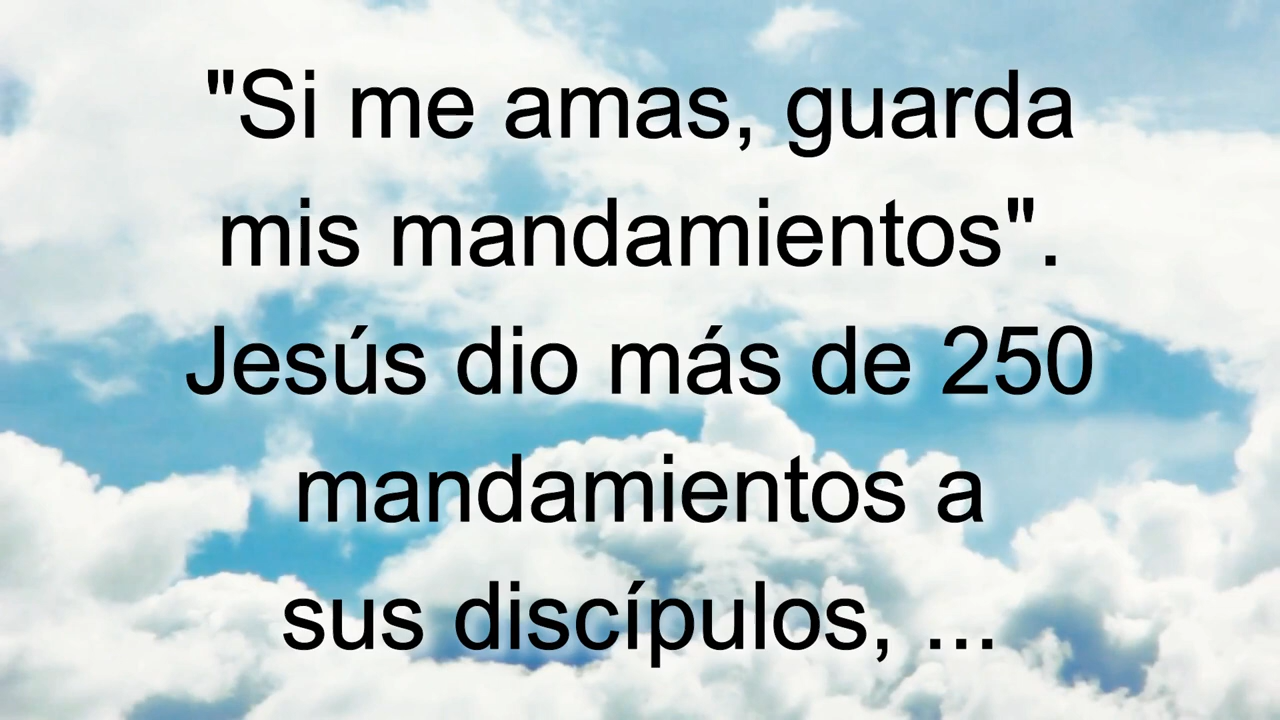 "Si me amas, guarda
mis mandamientos".
Jesús dio más de 250
mandamientos a
sus discípulos, ...